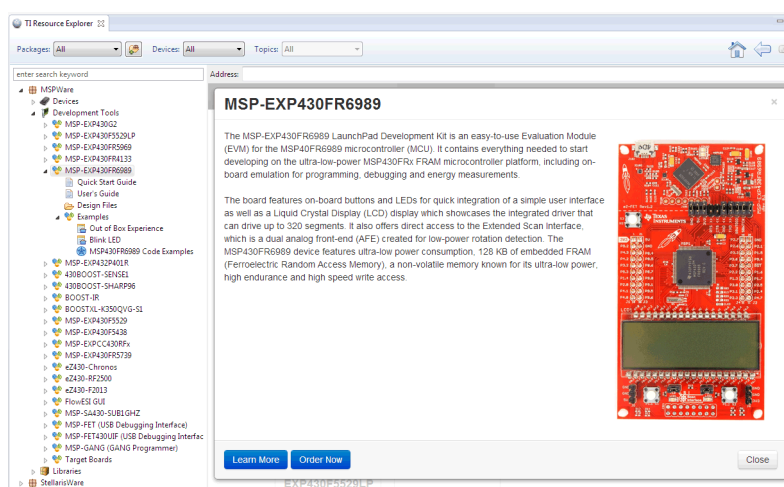 TI Resource Explorer
Packages: All Devices: All Topics: All
enter search keyword
Address:
MSPWare
Devices
Development Tools
MSP-EXP430G2
MSP-EXP430F5529LP
MSP-EXP430FR5969
MSP-EXP430FR4133
MSP-EXP430FR6989
Quick Start Guide
User's Guide
Design Files
Examples
Out of Box Experience
Blink LED
MSP430FR6989 Code Examples
MSP-EXP432P401R
430BOOST-SENSE1
430BOOST-SHARP96
BOOST-IR
BOOSTXL-K350QVG-S1
MSP-EXP430F5529
MSP-EXP430F5438
MSP-EXPCC430RFx
MSP-EXP430FR5739
eZ430-Chronos
eZ430-RF2500
eZ430-F2013
FlowESI GUI
MSP-SA430-SUB1GHZ
MSP-FET (USB Debugging Interface)
MSP-FET430UIF (USB Debugging Interfac
MSP-GANG (GANG Programmer)
Target Boards
Libraries
StellarisWare
MSP-EXP430FR6989
The MSP-EXP430FR6989 LaunchPad Development Kit is an easy-to-use Evaluation Module
(EVM) for the MSP40FR6989 microcontroller (MCU). It contains everything needed to start
developing on the ultra-low-power MSP430FRx FRAM microcontroller platform, including on-
board emulation for programming, debugging and energy measurements.
The board features on-board buttons and LEDs for quick integration of a simple user interface
as well as a Liquid Crystal Display (LCD) display which showcases the integrated driver that
can drive up to 320 segments. It also offers direct access to the Extended Scan Interface,
which is a dual analog front-end (AFE) created for low-power rotation detection. The
MSP430FR6989 device features ultra-low power consumption, 128 KB of embedded FRAM
(Ferroelectric Random Access Memory), a non-volatile memory known for its ultra-low power,
high endurance and high speed write access.
TEXAS
INSTRUMENTS
Learn More Order Now Close
EXP430F5529LP